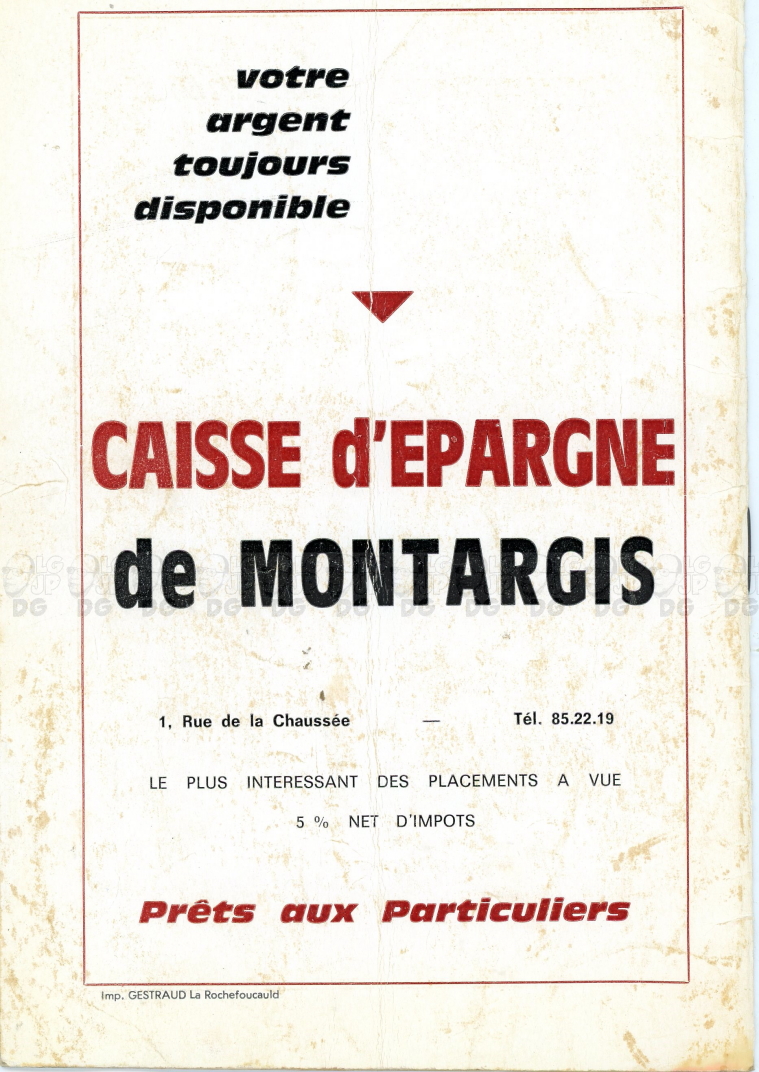 votre
argent
toujours
disponible
CAISSE d'EPARGNE
de MONTARGIS
1, Rue de la Chaussée — Tél. 85.22.19
LE PLUS INTERESSANT DES PLACEMENTS A VUE
5 % NET D'IMPOTS
Prêts aux Particuliers
Imp. GESTRAUD La Rochefoucauld